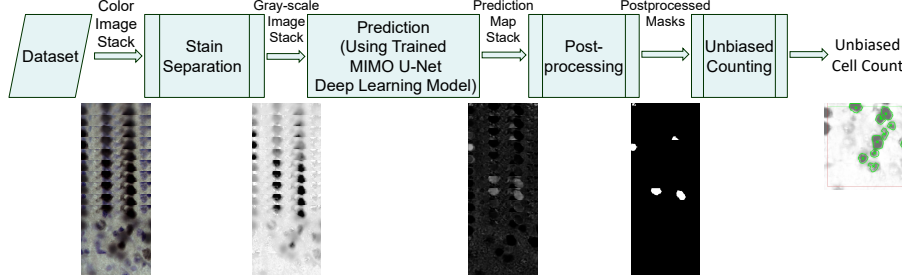 Dataset
Color
Image
Stack
Stain
Separation
Gray-scale
Image
Stack
Prediction
(Using Trained
MIMO U-Net
Deep Learning Model)
Prediction
Map
Stack
Post-
processing
Postprocessed
Masks
Unbiased
Counting
Unbiased
Cell Count